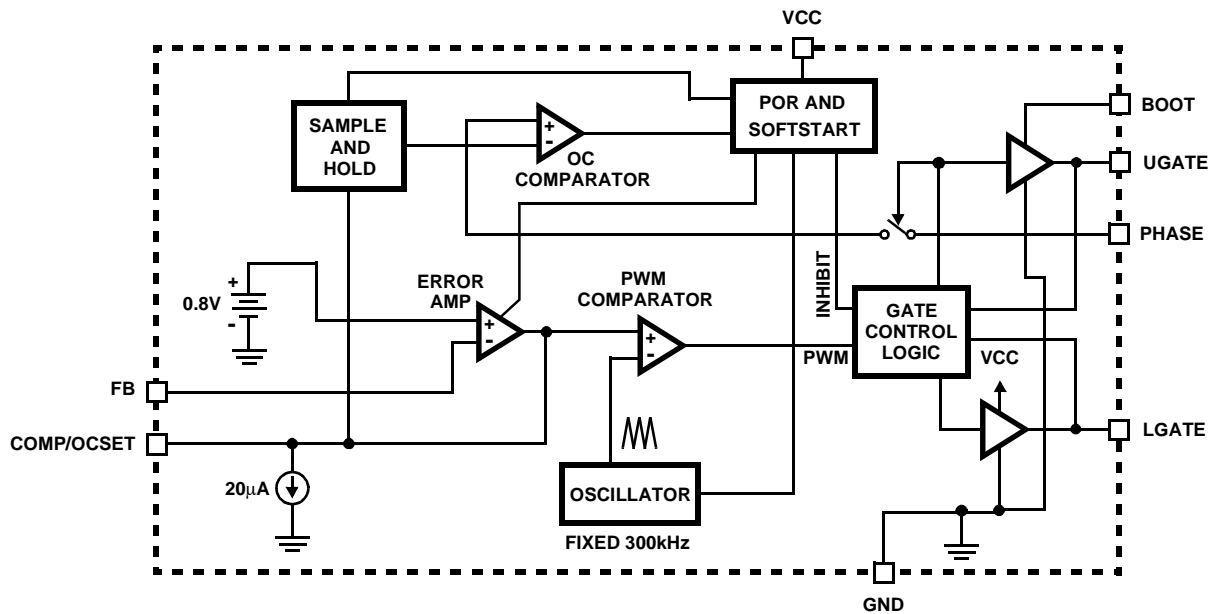 VCC
BOOT
SAMPLE
AND
HOLD
+
-
OC
COMPARATOR
POR AND
SOFTSTART
UGATE
PHASE
+
0.8V
-
ERROR
AMP
+
-
PWM
COMPARATOR
+
-
INHIBIT
PWM
GATE
CONTROL
LOGIC
VCC
FB
COMP/OCSET
LGATE
20μA
OSCILLATOR
FIXED 300kHz
GND